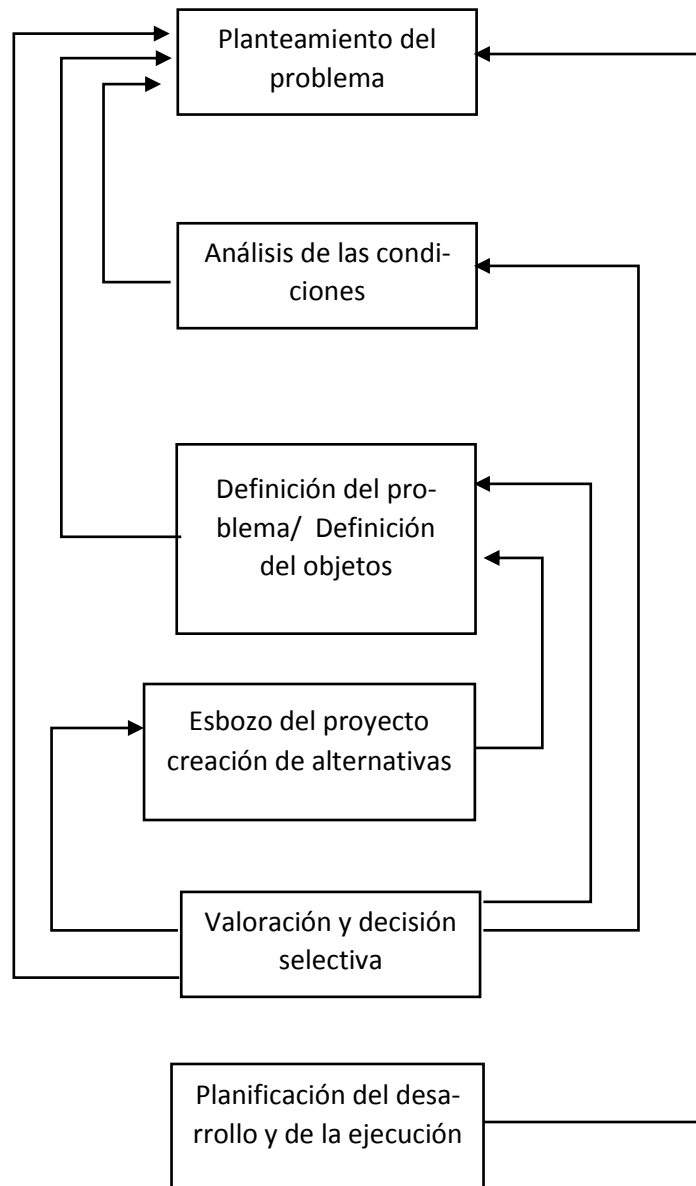 Planteamiento del
problema
Análisis de las condi-
ciones
Definición del pro-
blema/ Definición
del objetos
Esbozo del proyecto
creación de alternativas
Valoración y decisión
selectiva
Planificación del desa-
rrollo y de la ejecución